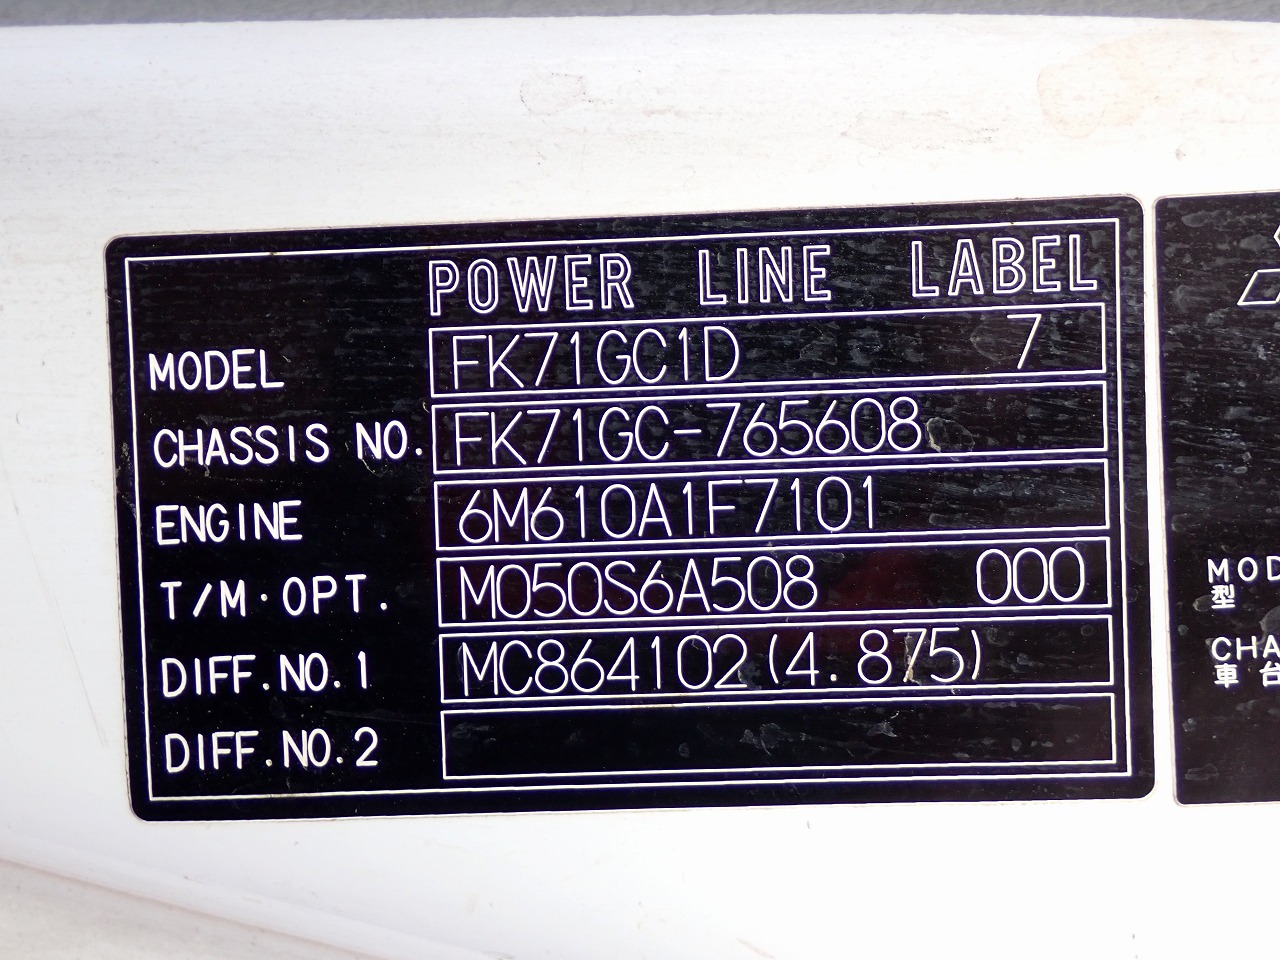 POWER LINE LABEL
MODEL FK71GC1D 7
CHASSIS NO. FK71GC-765608
ENGINE 6M610A1F7101
T/M·OPT. M050S6A508 000
DIFF.NO.1 MC864102(4.875)
DIFF.NO.2
MOD
型
CHA
車台